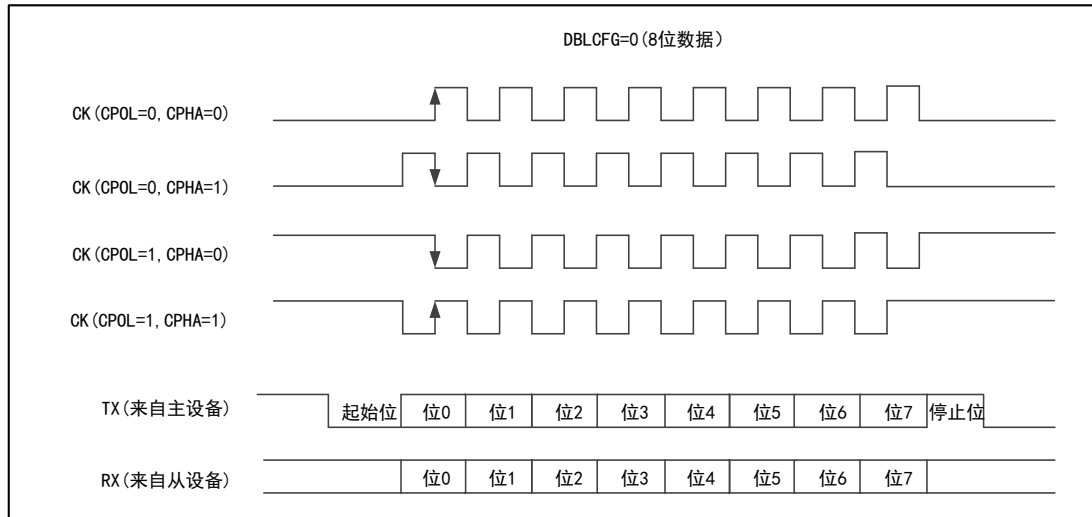 DBLCFG=0(8位数据)
CK(CPOL=0,CPHA=0)
CK(CPOL=0,CPHA=1)
CK(CPOL=1,CPHA=0)
CK(CPOL=1,CPHA=1)
TX(来自主设备) 起始位 位0 位1 位2 位3 位4 位5 位6 位7 停止位
RX(来自从设备) 位0 位1 位2 位3 位4 位5 位6 位7